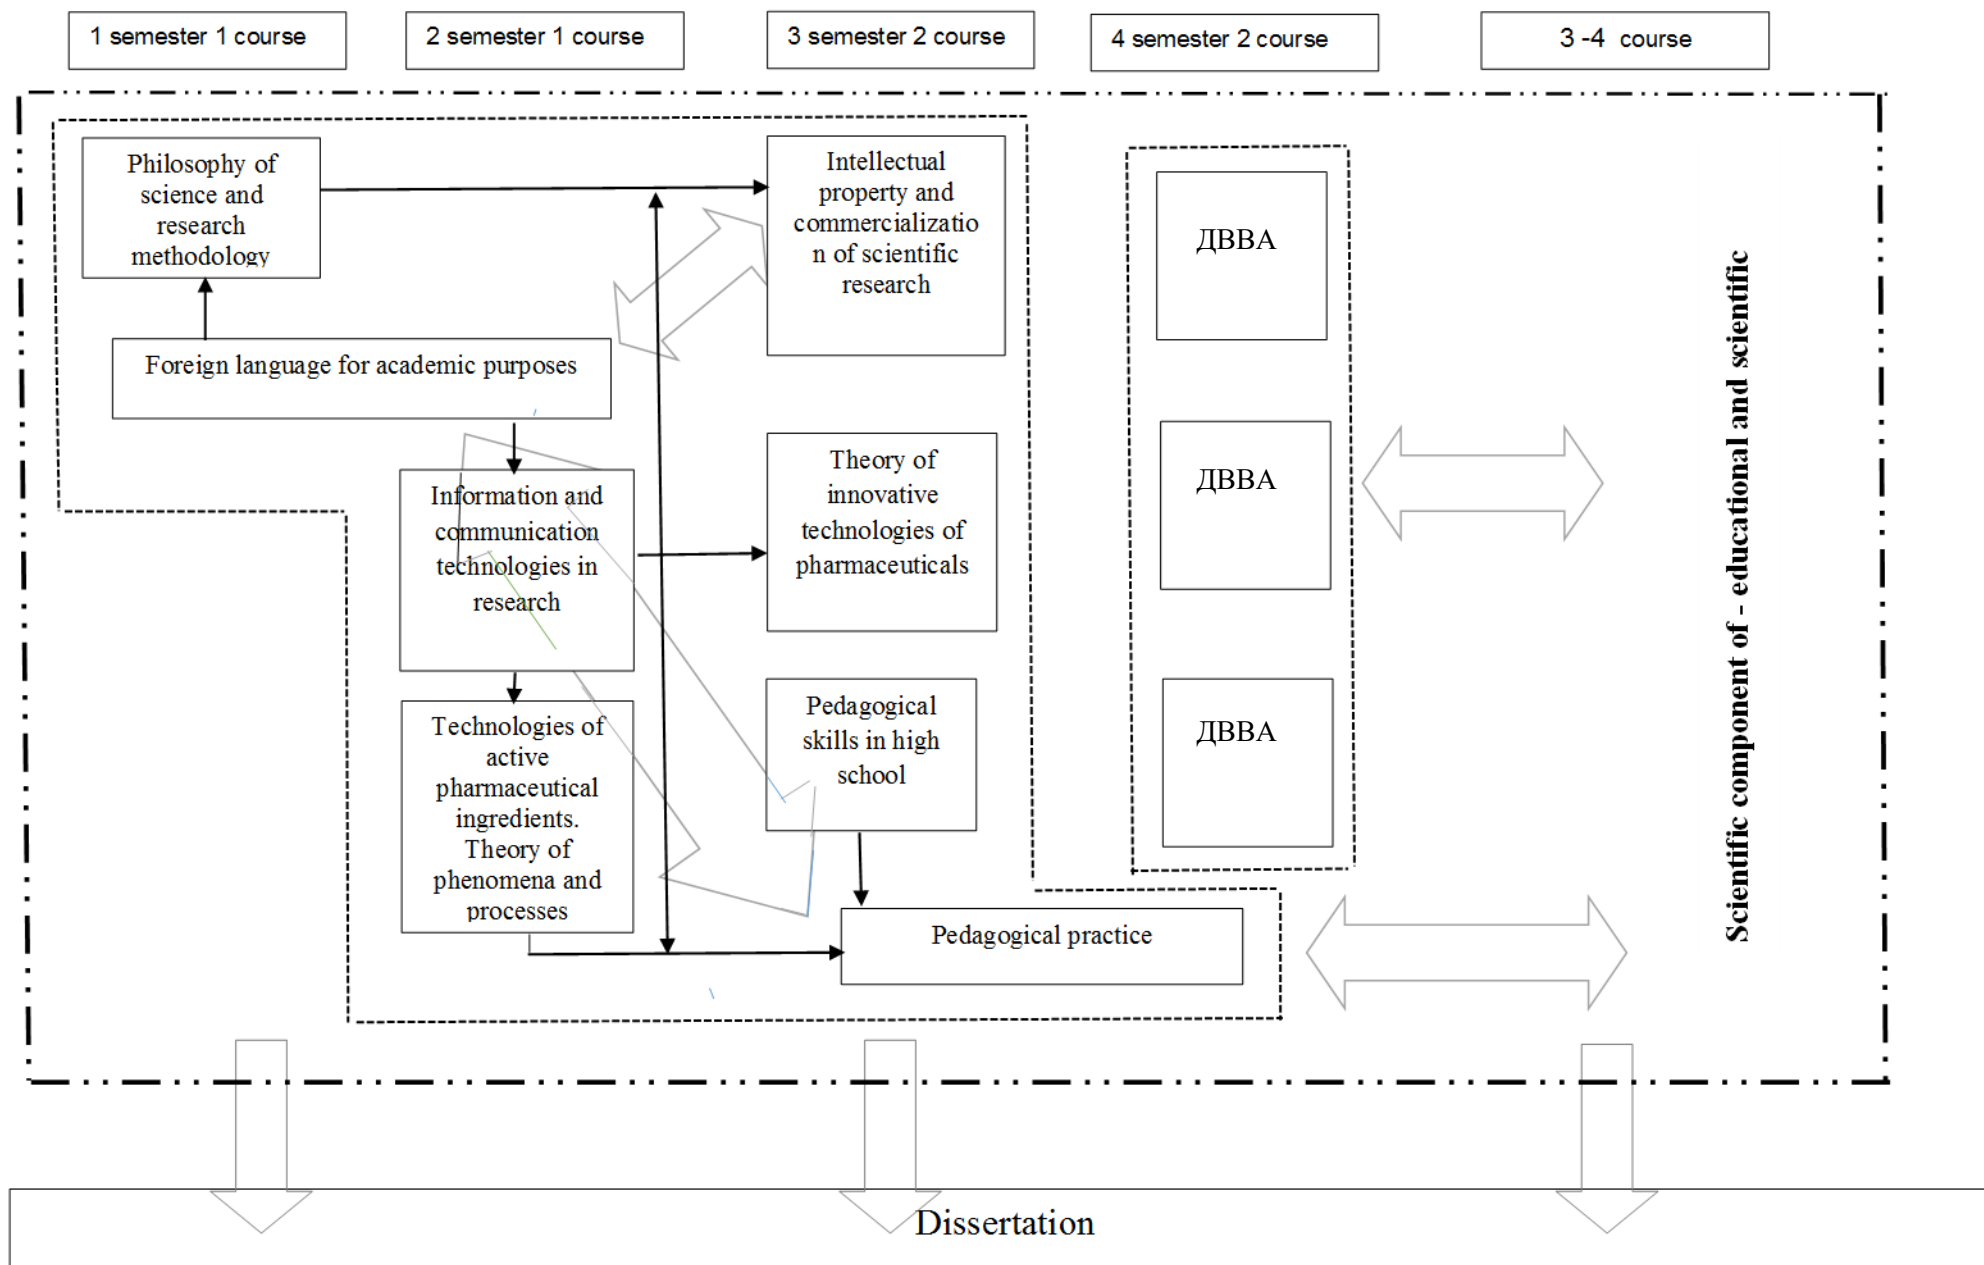 1 semester 1 course
2 semester 1 course
3 semester 2 course
4 semester 2 course
3 -4 course
Philosophy of
science and
research
methodology
Foreign language for academic purposes
Information and
communication
technologies in
research
Technologies of
active
pharmaceutical
ingredients.
Theory of
phenomena and
processes
Intellectual
property and
commercializatio
n of scientific
research
Theory of
innovative
technologies of
pharmaceuticals
Pedagogical
skills in high
school
Pedagogical practice
ДВВА
ДВВА
ДВВА
Scientific component of - educational and scientific
Dissertation